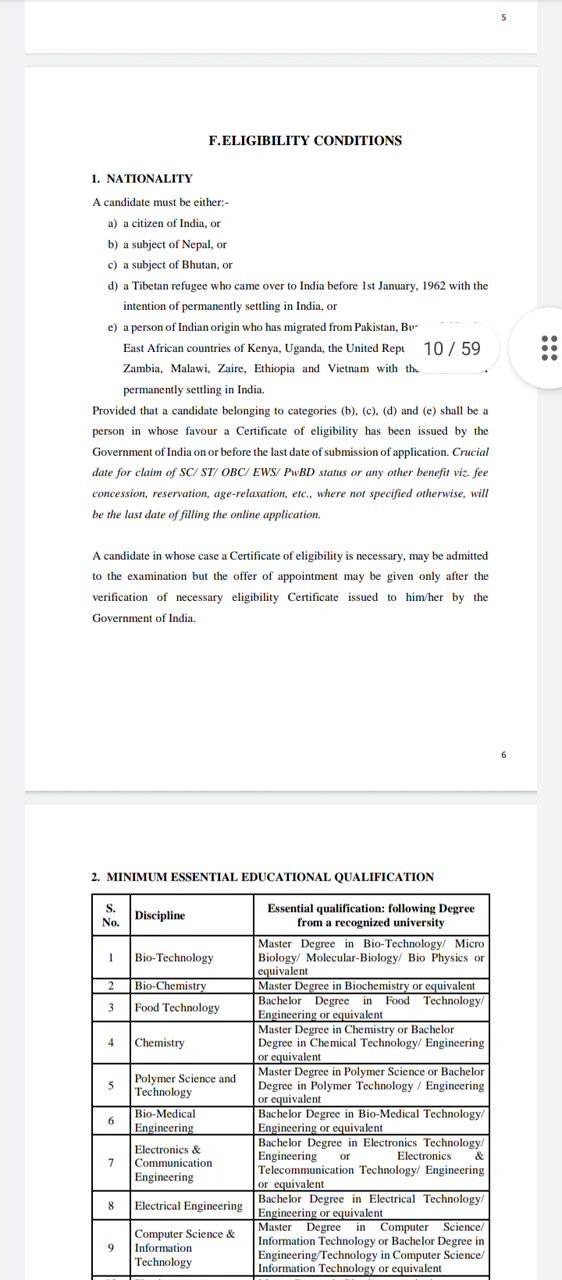 5
F.ELIGIBILITY CONDITIONS
1. NATIONALITY
A candidate must be either:-
a) a citizen of India, or
b) a subject of Nepal, or
c) a subject of Bhutan, or
d) a Tibetan refugee who came over to India before 1st January, 1962 with the
intention of permanently settling in India, or
e) a person of Indian origin who has migrated from Pakistan,
East African countries of Kenya, Uganda, the United
10 / 59
Zambia, Malawi, Zaire, Ethiopia and Vietnam with
permanently settling in India.
Provided that a candidate belonging to categories (b), (c), (d) and (e) shall be a
person in whose favour a Certificate of eligibility has been issued by the
Government of India on or before the last date of submission of application. Crucial
date for claim of SC/ ST/ OBC/ EWS/ PwBD status or any other benefit viz. fee
concession, reservation, age-relaxation, etc., where not specified otherwise, will
be the last date of filling the online application.
A candidate in whose case a Certificate of eligibility is necessary, may be admitted
to the examination but the offer of appointment may be given only after the
verification of necessary eligibility Certificate issued to him/her by the
Government of India.
6
2. MINIMUM ESSENTIAL EDUCATIONAL QUALIFICATION
S.
No.
Discipline
Essential qualification: following Degree
from a recognized university
1
Bio-Technology
Master Degree in Bio-Technology/ Micro
Biology/ Molecular-Biology/ Bio Physics or
equivalent
2
Bio-Chemistry
Master Degree in Biochemistry or equivalent
3
Food Technology
Bachelor Degree in Food Technology/
Engineering or equivalent
4
Chemistry
Master Degree in Chemistry or Bachelor
Degree in Chemical Technology/ Engineering
or equivalent
5
Polymer Science and
Technology
Master Degree in Polymer Science or Bachelor
Degree in Polymer Technology / Engineering
or equivalent
6
Bio-Medical
Engineering
Bachelor Degree in Bio-Medical Technology/
Engineering or equivalent
7
Electronics &
Communication
Engineering
Bachelor Degree in Electronics Technology/
Engineering or Electronics &
Telecommunication Technology/ Engineering
or equivalent
8
Electrical Engineering
Bachelor Degree in Electrical Technology/
Engineering or equivalent
9
Computer Science &
Information
Technology
Master Degree in Computer Science/
Information Technology or Bachelor Degree in
Engineering/Technology in Computer Science/
Information Technology or equivalent